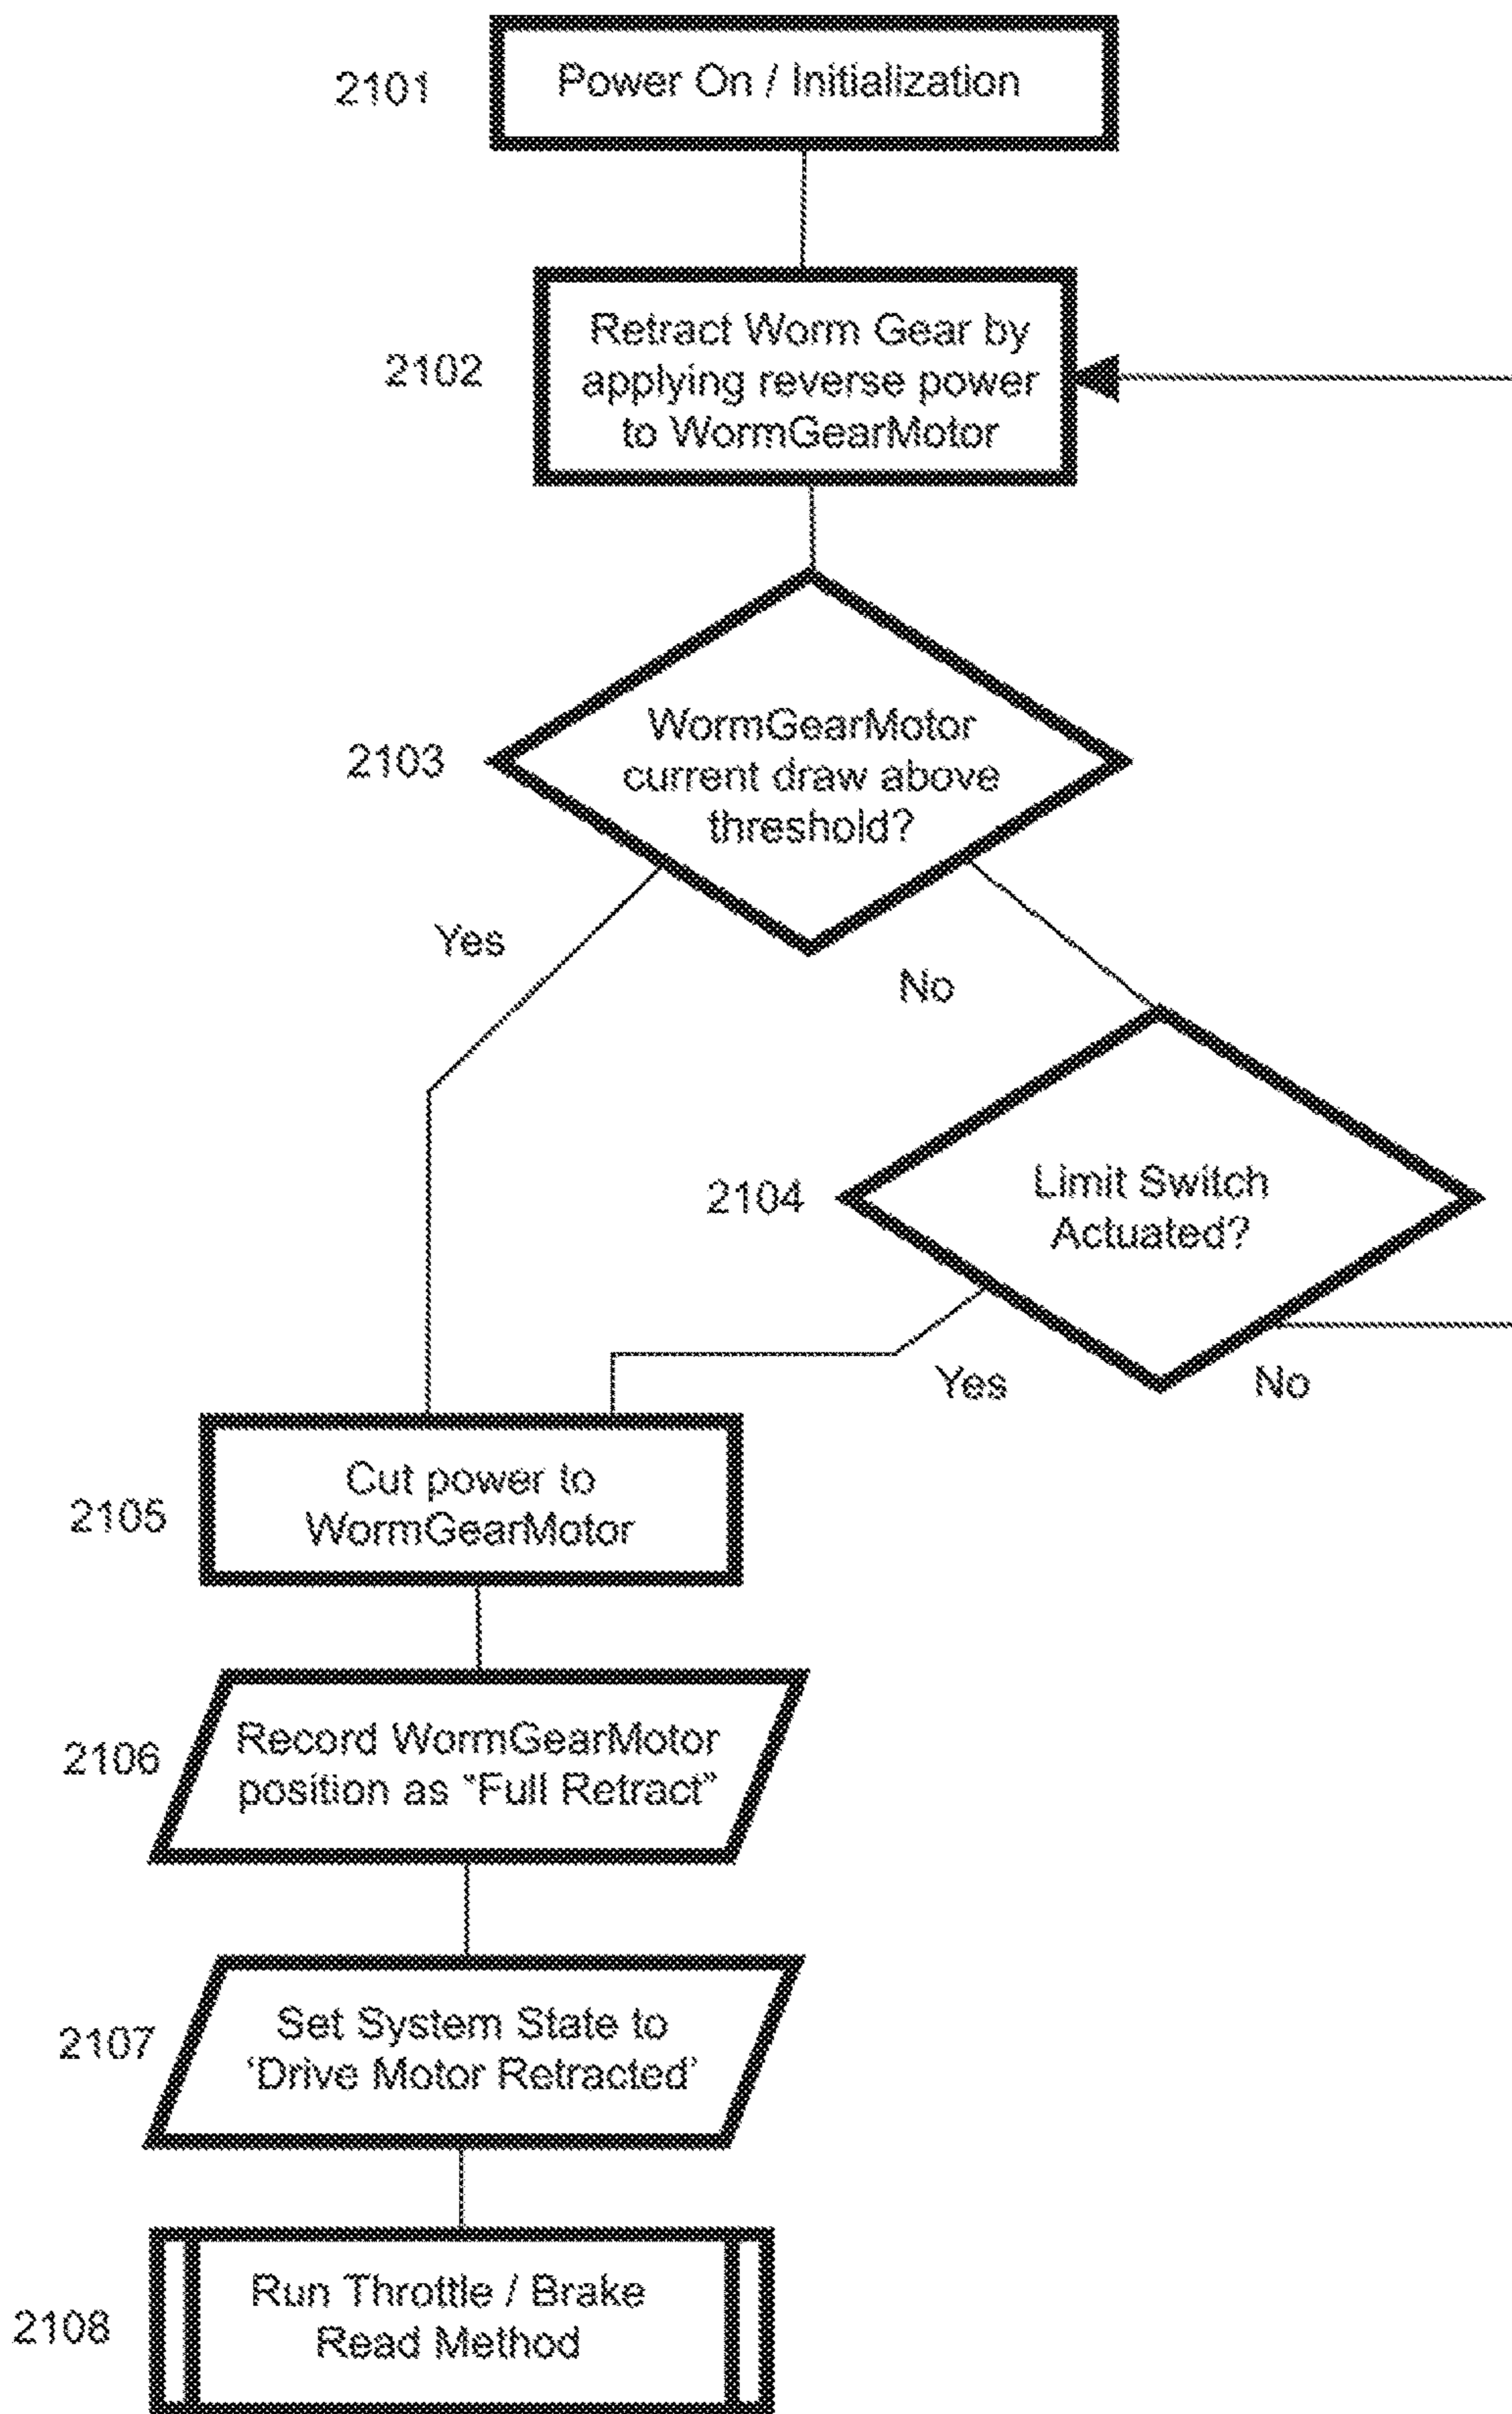 2101
Power On / Initialization
2102
Retract Worm Gear by
applying reverse power
to WormGearMotor
2103
WormGearMotor
current draw above
threshold?
Yes
No
2104
Limit Switch
Actuated?
Yes
No
2105
Cut power to
WormGearMotor
2106
Record WormGearMotor
position as "Full Retract"
2107
Set System State to
'Drive Motor Retracted'
2108
Run Throttle / Brake
Read Method